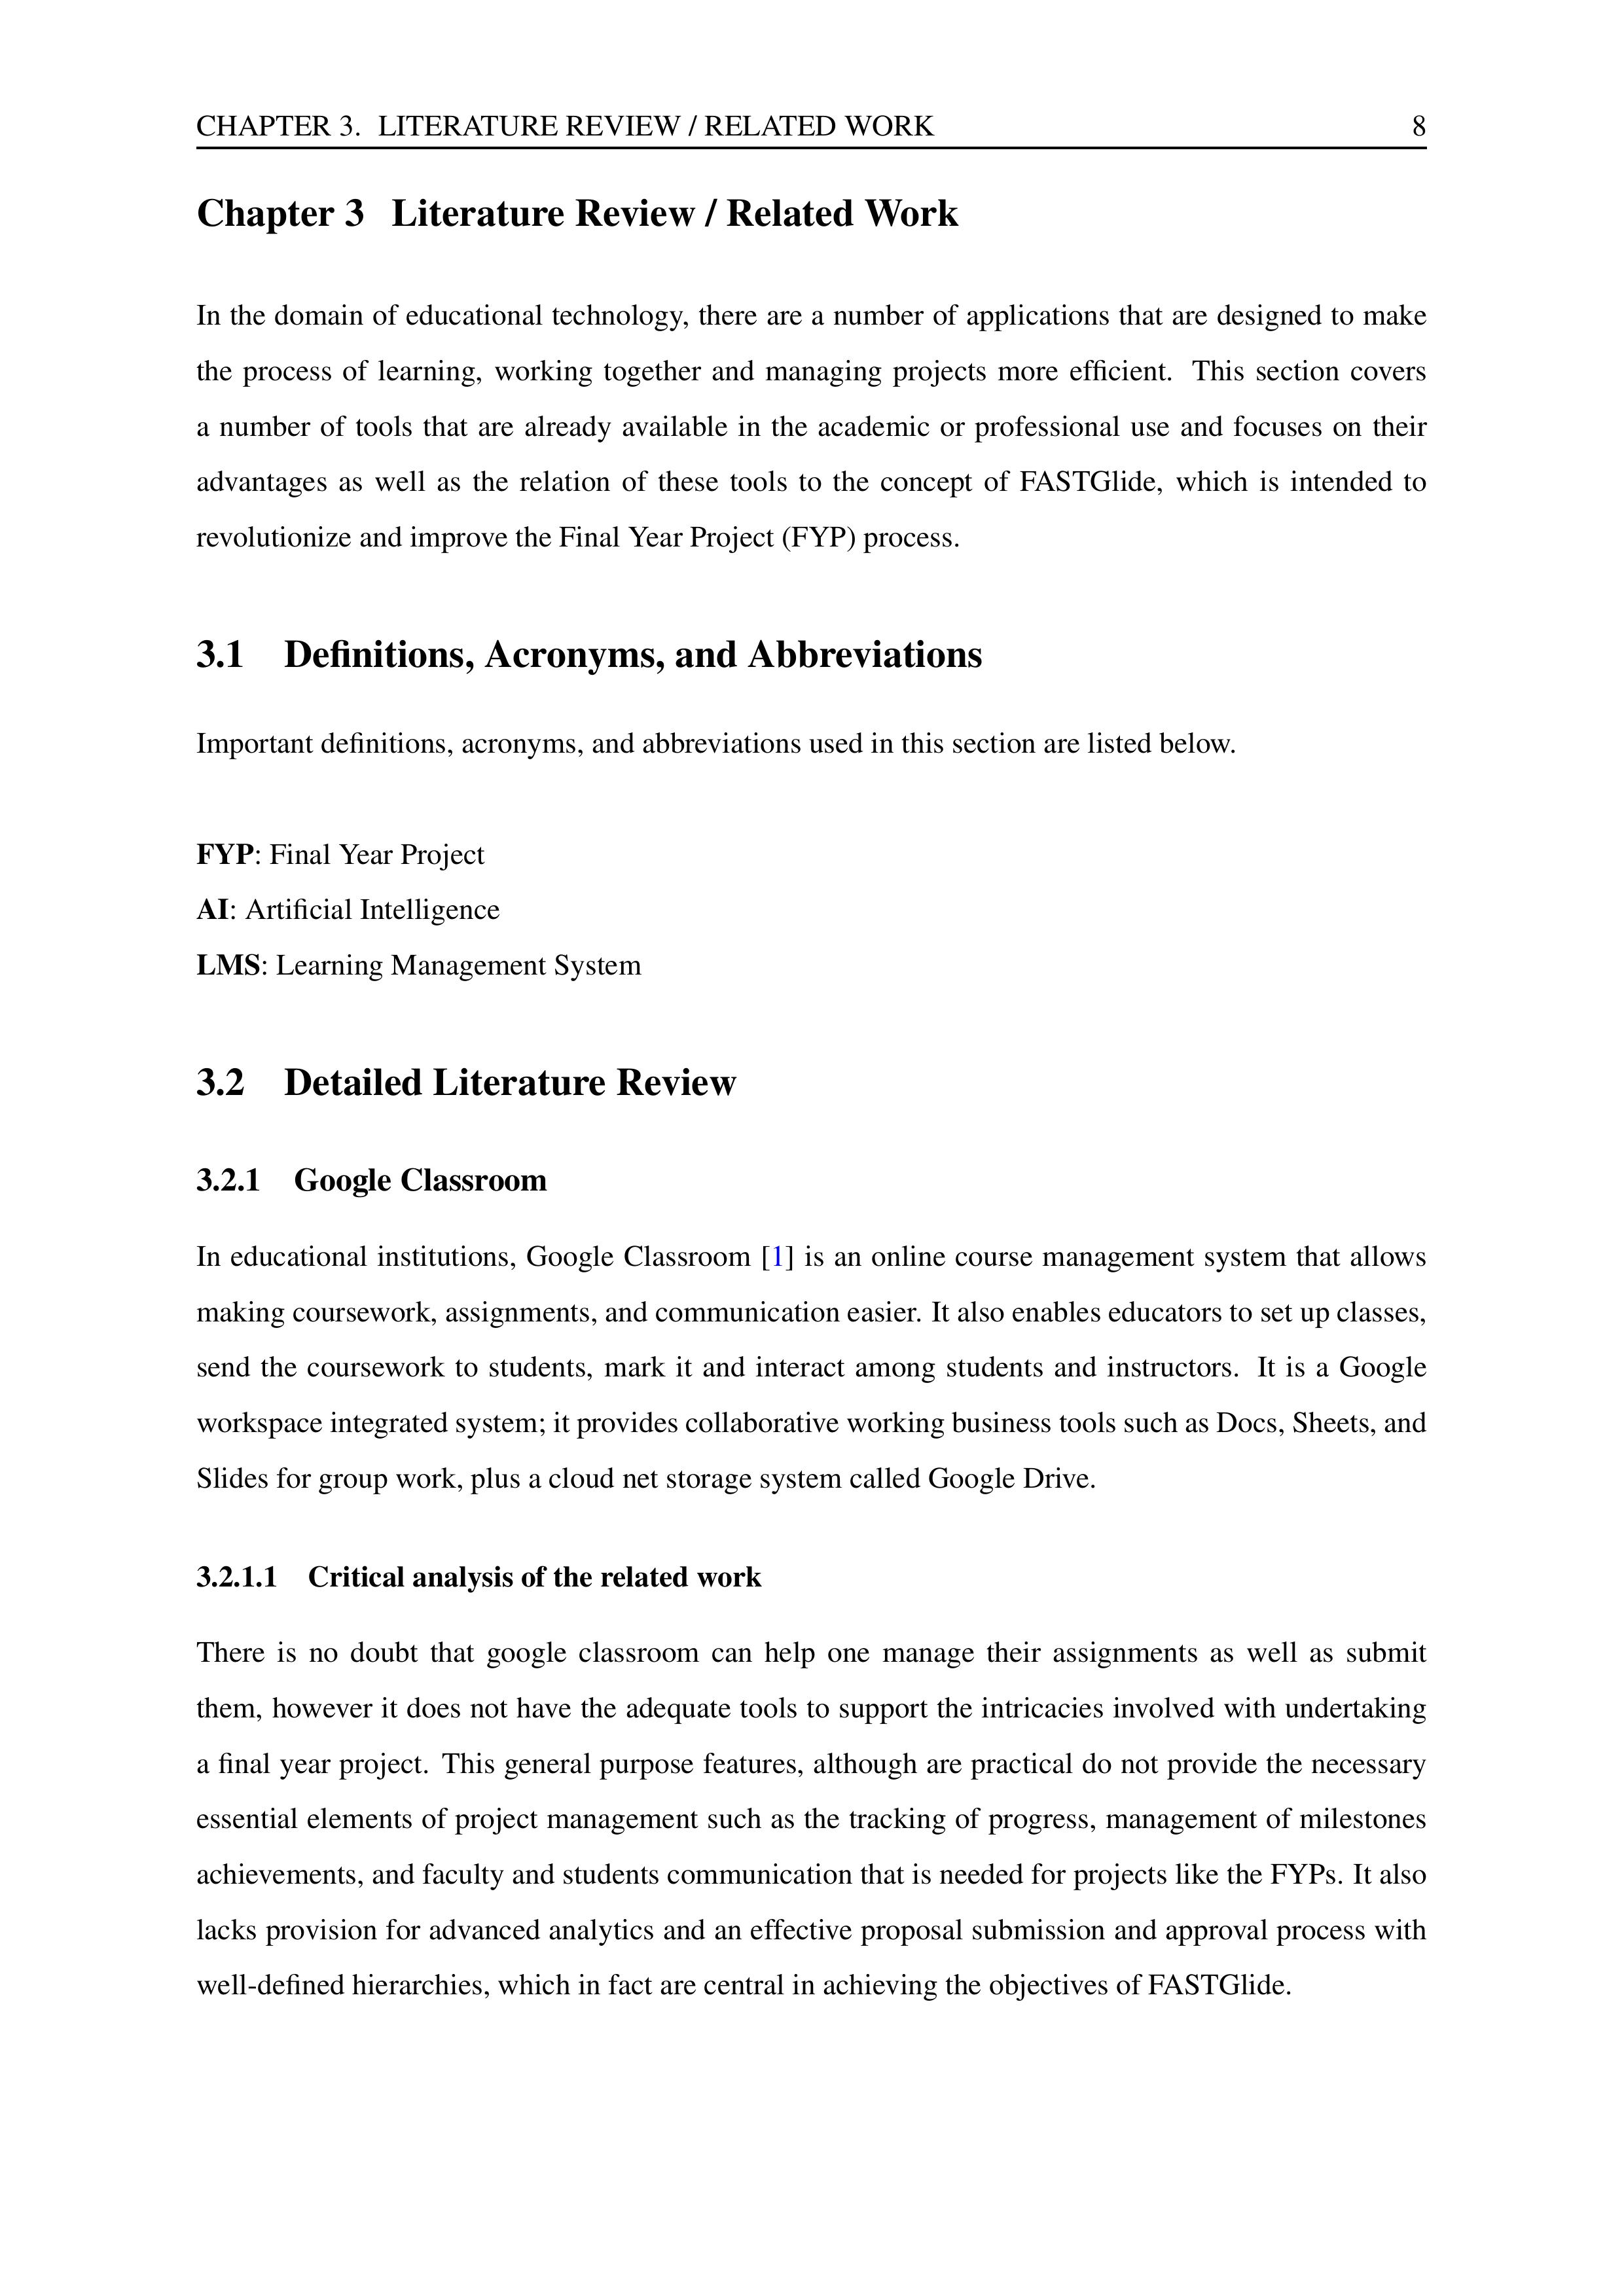 CHAPTER 3. LITERATURE REVIEW / RELATED WORK 8
Chapter 3 Literature Review / Related Work
In the domain of educational technology, there are a number of applications that are designed to make
the process of learning, working together and managing projects more efficient. This section covers
a number of tools that are already available in the academic or professional use and focuses on their
advantages as well as the relation of these tools to the concept of FASTGlide, which is intended to
revolutionize and improve the Final Year Project (FYP) process.
3.1 Definitions, Acronyms, and Abbreviations
Important definitions, acronyms, and abbreviations used in this section are listed below.
FYP: Final Year Project
AI: Artificial Intelligence
LMS: Learning Management System
3.2 Detailed Literature Review
3.2.1 Google Classroom
In educational institutions, Google Classroom [1] is an online course management system that allows
making coursework, assignments, and communication easier. It also enables educators to set up classes,
send the coursework to students, mark it and interact among students and instructors. It is a Google
workspace integrated system; it provides collaborative working business tools such as Docs, Sheets, and
Slides for group work, plus a cloud net storage system called Google Drive.
3.2.1.1 Critical analysis of the related work
There is no doubt that google classroom can help one manage their assignments as well as submit
them, however it does not have the adequate tools to support the intricacies involved with undertaking
a final year project. This general purpose features, although are practical do not provide the necessary
essential elements of project management such as the tracking of progress, management of milestones
achievements, and faculty and students communication that is needed for projects like the FYPs. It also
lacks provision for advanced analytics and an effective proposal submission and approval process with
well-defined hierarchies, which in fact are central in achieving the objectives of FASTGlide.